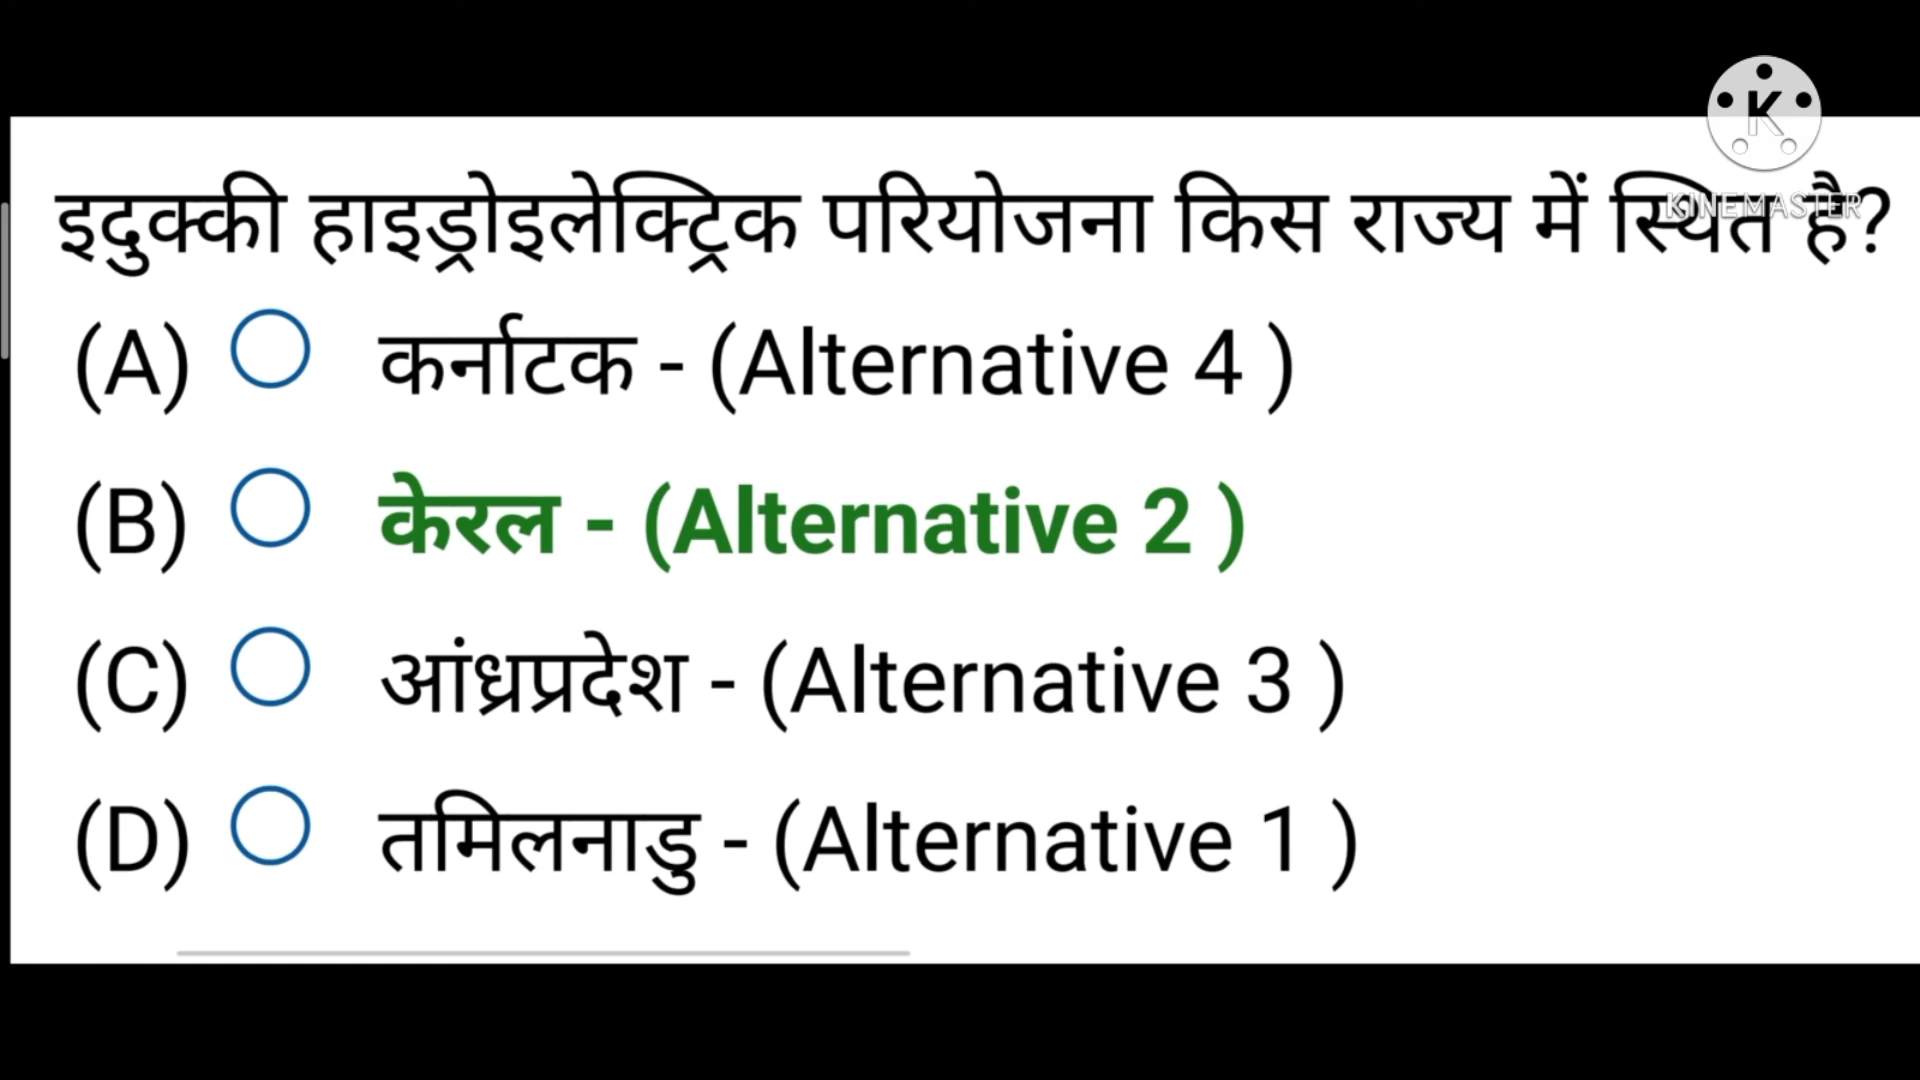 K
KINEMASTER
इदुक्की हाइड्रोइलेक्ट्रिक परियोजना किस राज्य में स्थित है?
(A) कर्नाटक - (Alternative 4 )
(B) केरल - (Alternative 2 )
(C) आंध्रप्रदेश - (Alternative 3 )
(D) तमिलनाडु - (Alternative 1 )